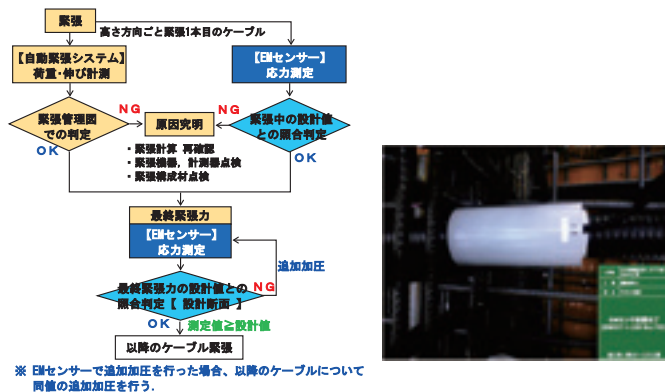 緊張
高さ方向ごと緊張1本目のケーブル
【自動緊張システム】
荷重・伸び計測
【EMセンサー】
応力測定
緊張管理図
での判定
NG
原因究明
NG
緊張中の設計値
との照合判定
OK
・緊張計算 再確認
・緊張機器, 計測器点検
・緊張構成材点検
OK
最終緊張力
【EMセンサー】
応力測定
追加加圧
最終緊張力の設計値との
照合判定【 設計断面 】
NG
OK
測定値≧設計値
以降のケーブル緊張
※ EMセンサーで追加加圧を行った場合、以降のケーブルについて
同値の追加加圧を行う.